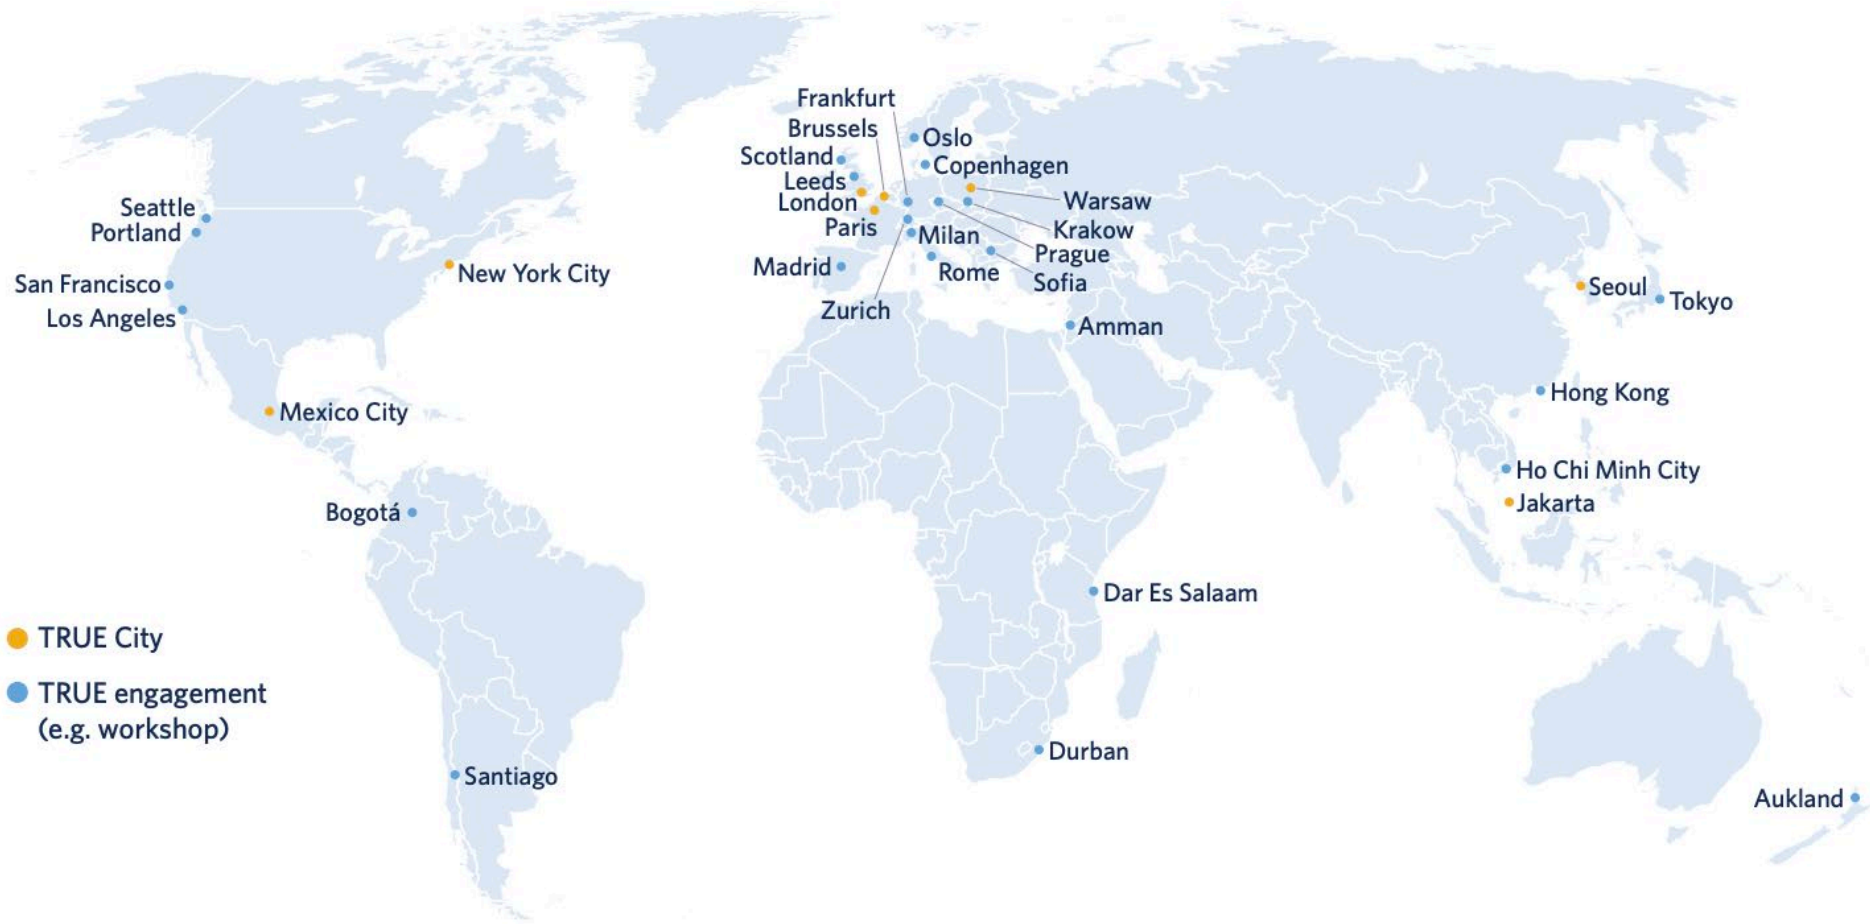 Frankfurt
Brussels
Oslo
Scotland
Copenhagen
Leeds
London
Warsaw
Seattle
Portland
Paris
Krakow
Milan
Prague
Madrid
Rome
Sofia
New York City
San Francisco
Los Angeles
Zurich
Seoul
Tokyo
Amman
Mexico City
Hong Kong
Ho Chi Minh City
Jakarta
Bogotá
Dar Es Salaam
TRUE City
TRUE engagement
(e.g. workshop)
Durban
Santiago
Aukland